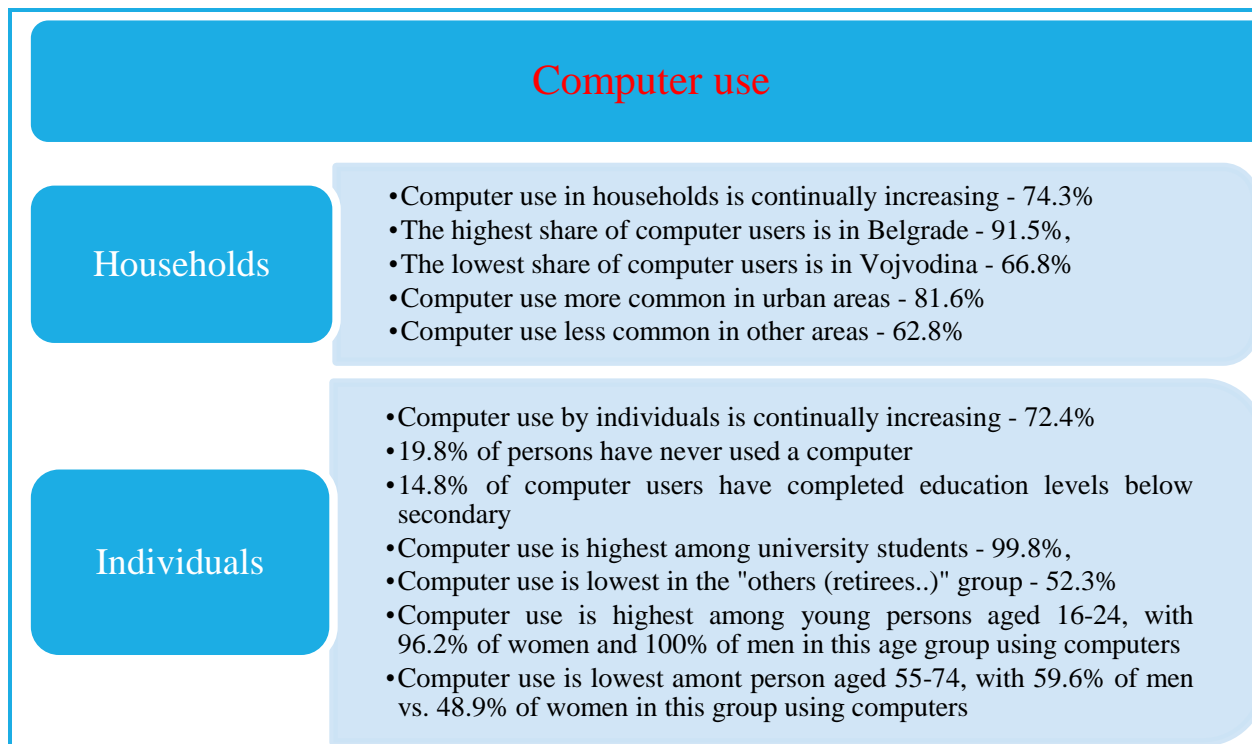 Computer use
Households
•Computer use in households is continually increasing - 74.3%
•The highest share of computer users is in Belgrade - 91.5%,
•The lowest share of computer users is in Vojvodina - 66.8%
•Computer use more common in urban areas - 81.6%
•Computer use less common in other areas - 62.8%
Individuals
•Computer use by individuals is continually increasing - 72.4%
•19.8% of persons have never used a computer
•14.8% of computer users have completed education levels below
secondary
•Computer use is highest among university students - 99.8%,
•Computer use is lowest in the "others (retirees..)" group - 52.3%
•Computer use is highest among young persons aged 16-24, with
96.2% of women and 100% of men in this age group using computers
•Computer use is lowest amont person aged 55-74, with 59.6% of men
vs. 48.9% of women in this group using computers